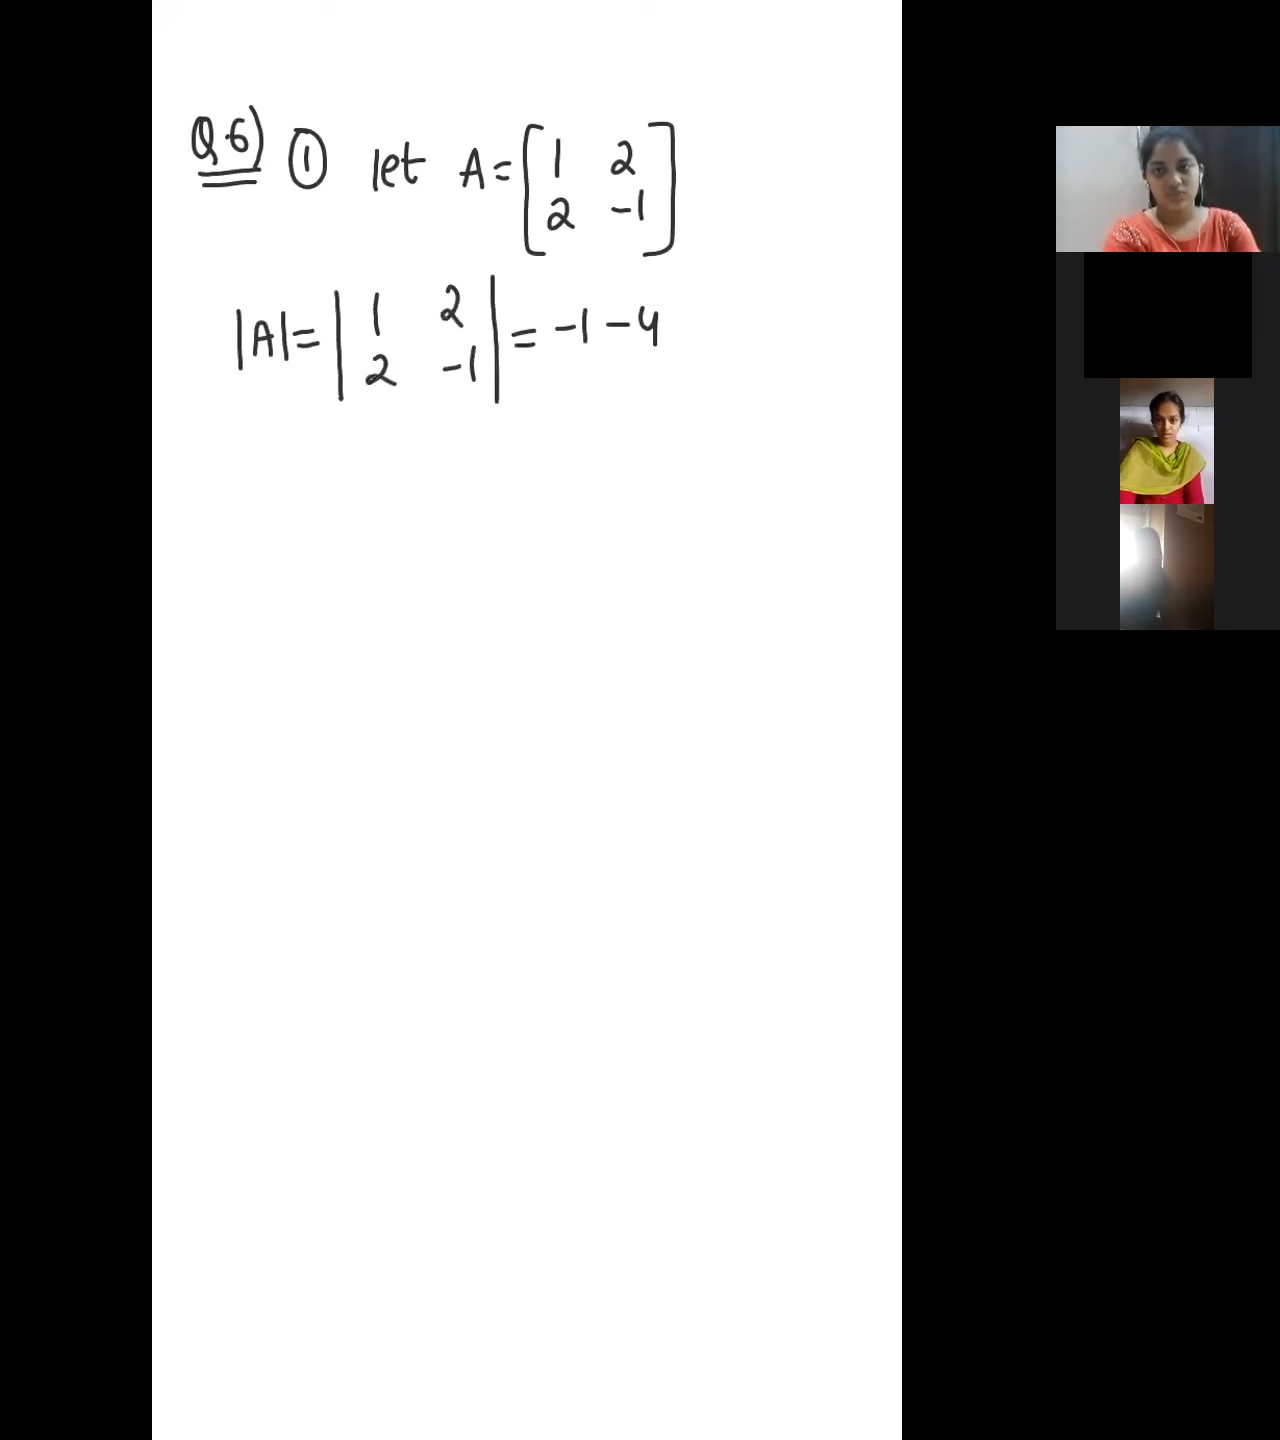 Q.6) ① let A = [1 2
2 -1]
|A| = | 1 2
2 -1 | = -1 - 4